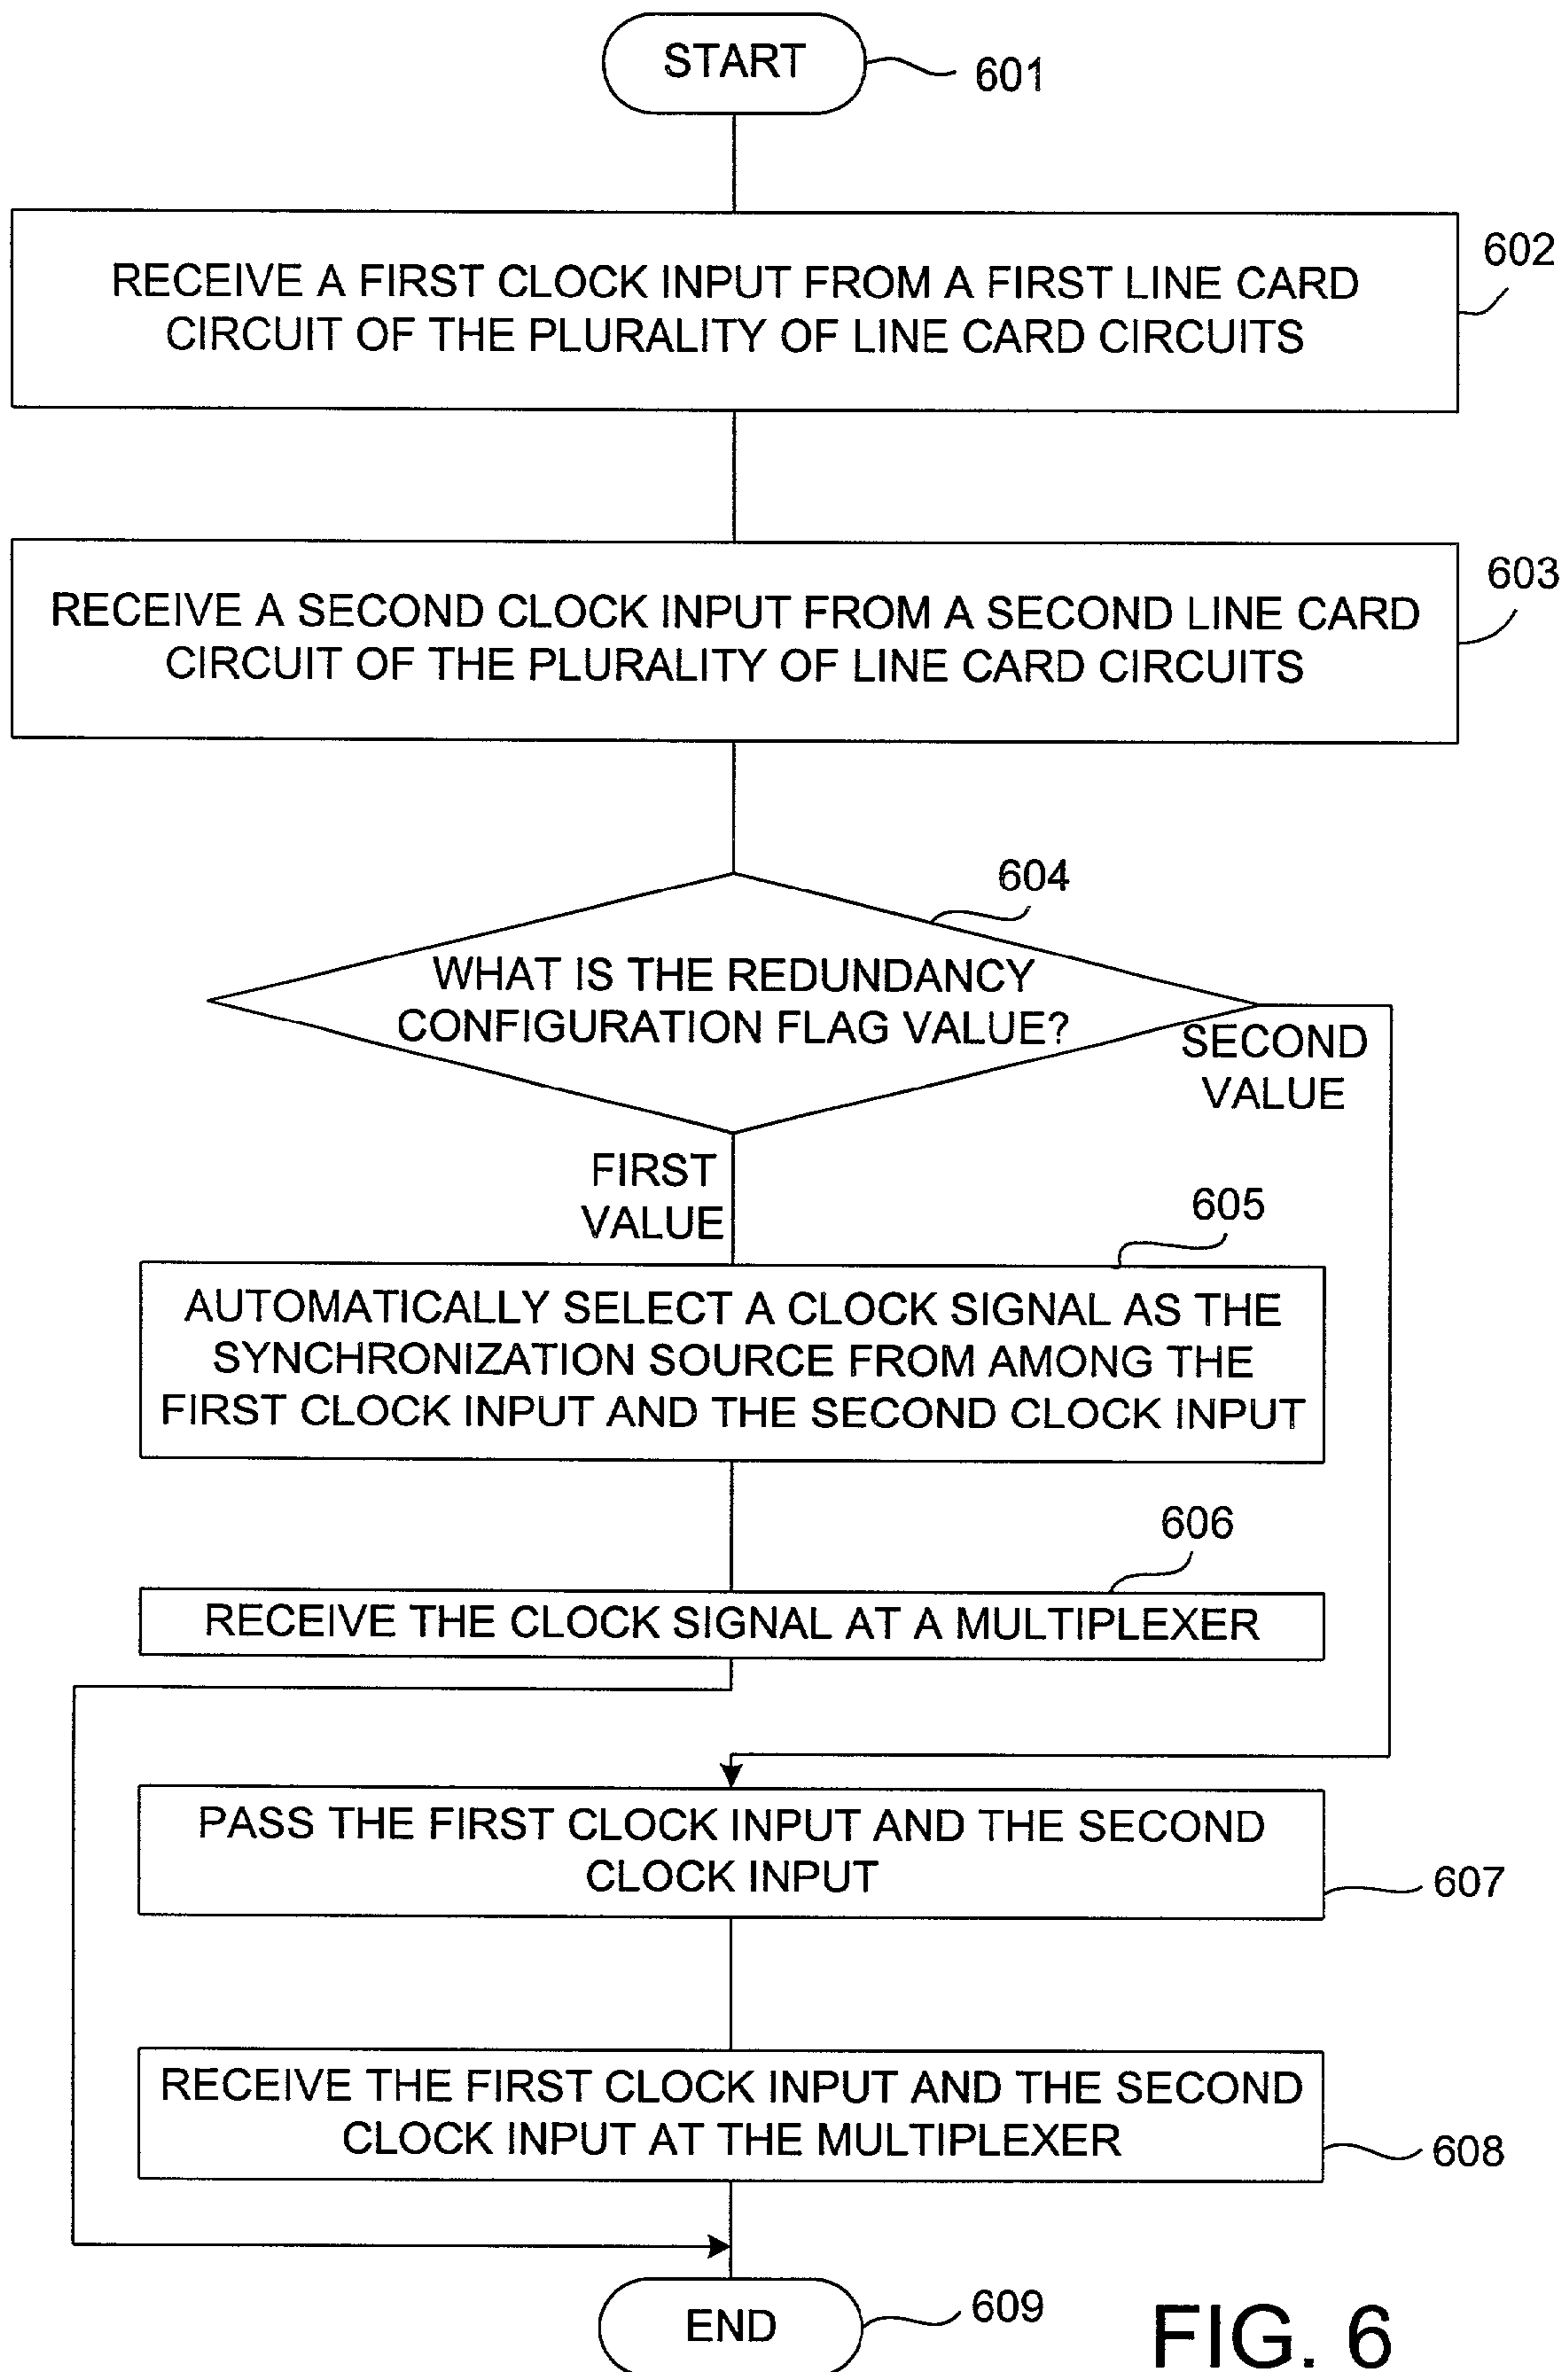 START
601
602
RECEIVE A FIRST CLOCK INPUT FROM A FIRST LINE CARD
CIRCUIT OF THE PLURALITY OF LINE CARD CIRCUITS
603
RECEIVE A SECOND CLOCK INPUT FROM A SECOND LINE CARD
CIRCUIT OF THE PLURALITY OF LINE CARD CIRCUITS
604
WHAT IS THE REDUNDANCY
CONFIGURATION FLAG VALUE?
SECOND
VALUE
FIRST
VALUE
605
AUTOMATICALLY SELECT A CLOCK SIGNAL AS THE
SYNCHRONIZATION SOURCE FROM AMONG THE
FIRST CLOCK INPUT AND THE SECOND CLOCK INPUT
606
RECEIVE THE CLOCK SIGNAL AT A MULTIPLEXER
PASS THE FIRST CLOCK INPUT AND THE SECOND
CLOCK INPUT
607
RECEIVE THE FIRST CLOCK INPUT AND THE SECOND
CLOCK INPUT AT THE MULTIPLEXER
608
END
609
FIG. 6